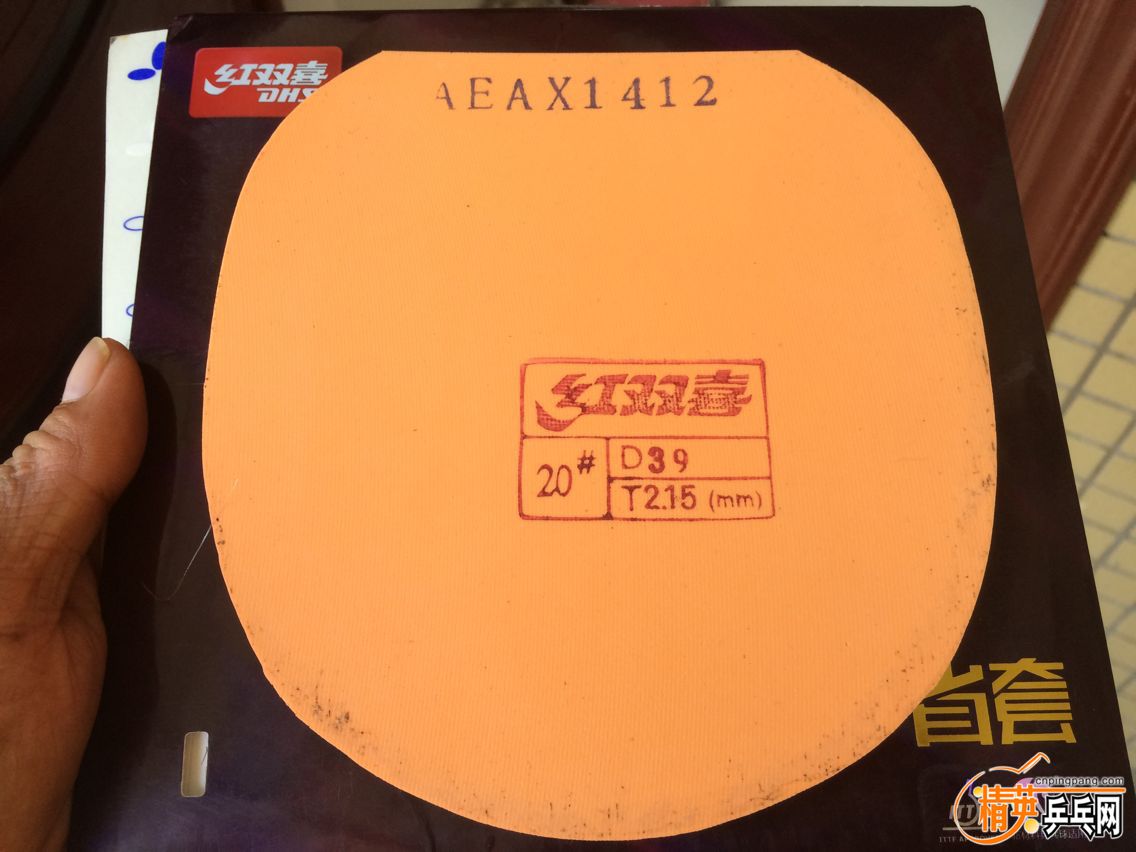 红双喜
DHS
AEAX1412
红双喜
20# D39
T2.15 (mm)
省套
cnpingpang.com
精英乒乓网